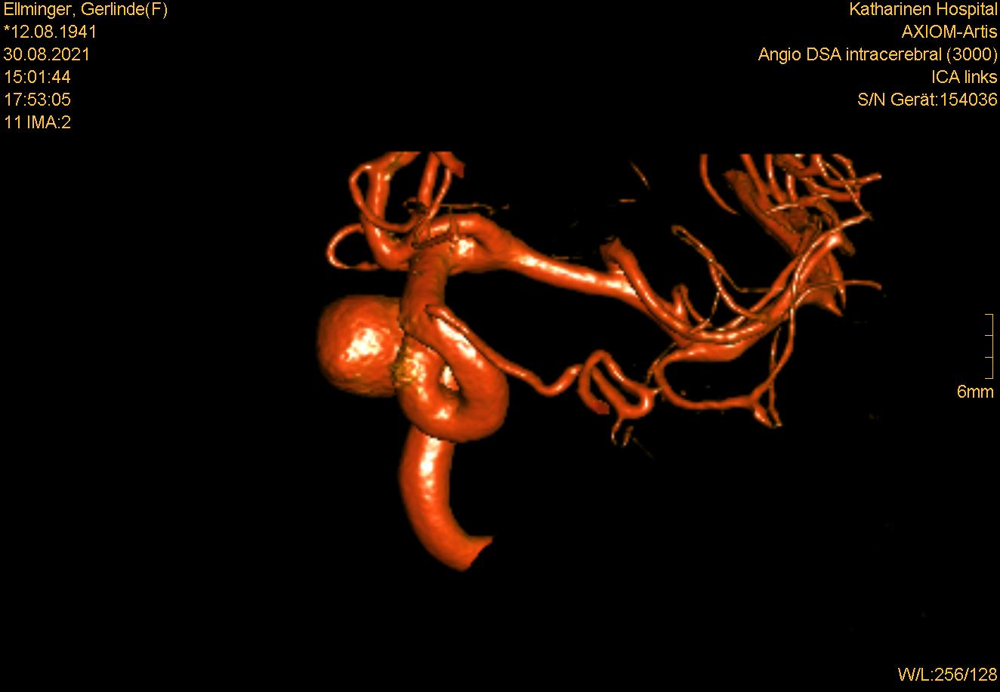 Ellminger, Gerlinde(F)
*12.08.1941
30.08.2021
15:01:44
17:53:05
11 IMA:2
Katharinen Hospital
AXIOM-Artis
Angio DSA intracerebral (3000)
ICA links
S/N Gerät:154036
6mm
W/L:256/128